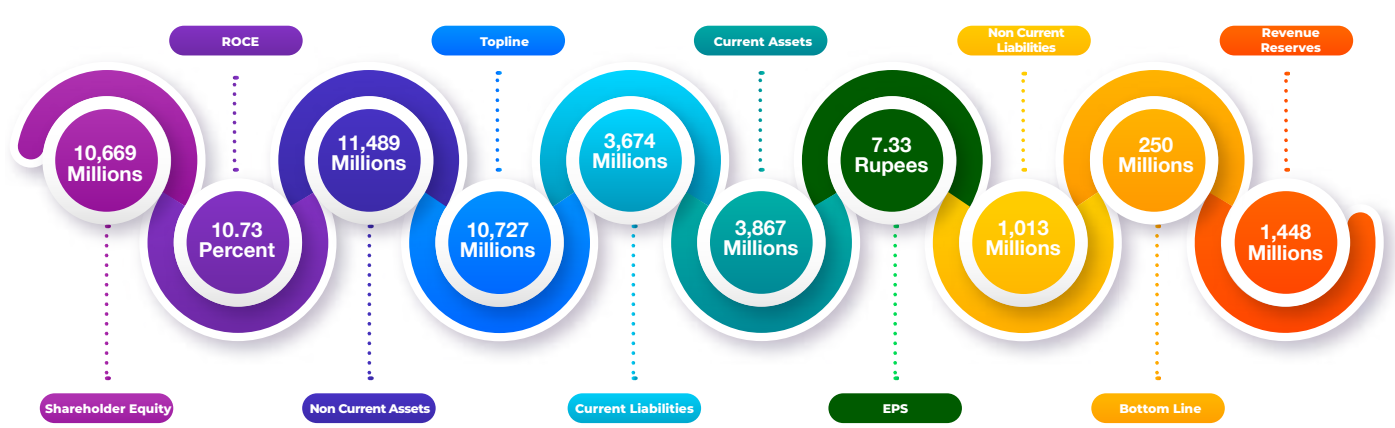 ROCE
Topline
Current Assets
Non Current
Liabilities
Revenue
Reserves
10,669
Millions
10.73
Percent
11,489
Millions
10,727
Millions
3,674
Millions
3,867
Millions
7.33
Rupees
1,013
Millions
250
Millions
1,448
Millions
Shareholder Equity
Non Current Assets
Current Liabilities
EPS
Bottom Line